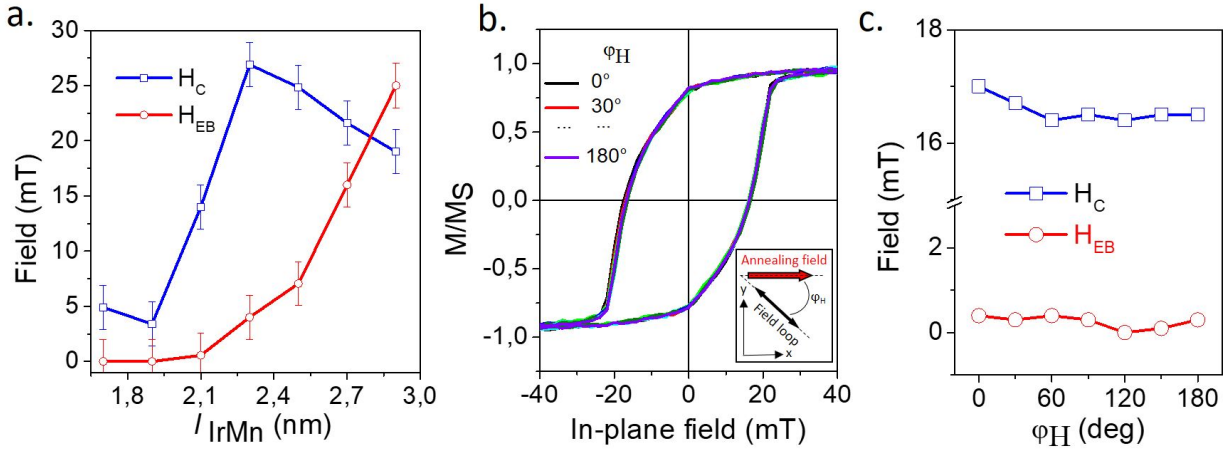 a.
30
25
20
15
10
5
0
Field (mT)
H_C
H_EB
1,8 2,1 2,4 2,7 3,0
l IrMn (nm)
b.
φH
0°
30°
... ...
180°
1,0
0,5
0,0
-0,5
-1,0
M/M_S
Annealing field
y
φH
Field loop
x
-40 -20 0 20 40
In-plane field (mT)
c.
18
16
2
0
Field (mT)
H_C
H_EB
0 60 120 180
φH (deg)